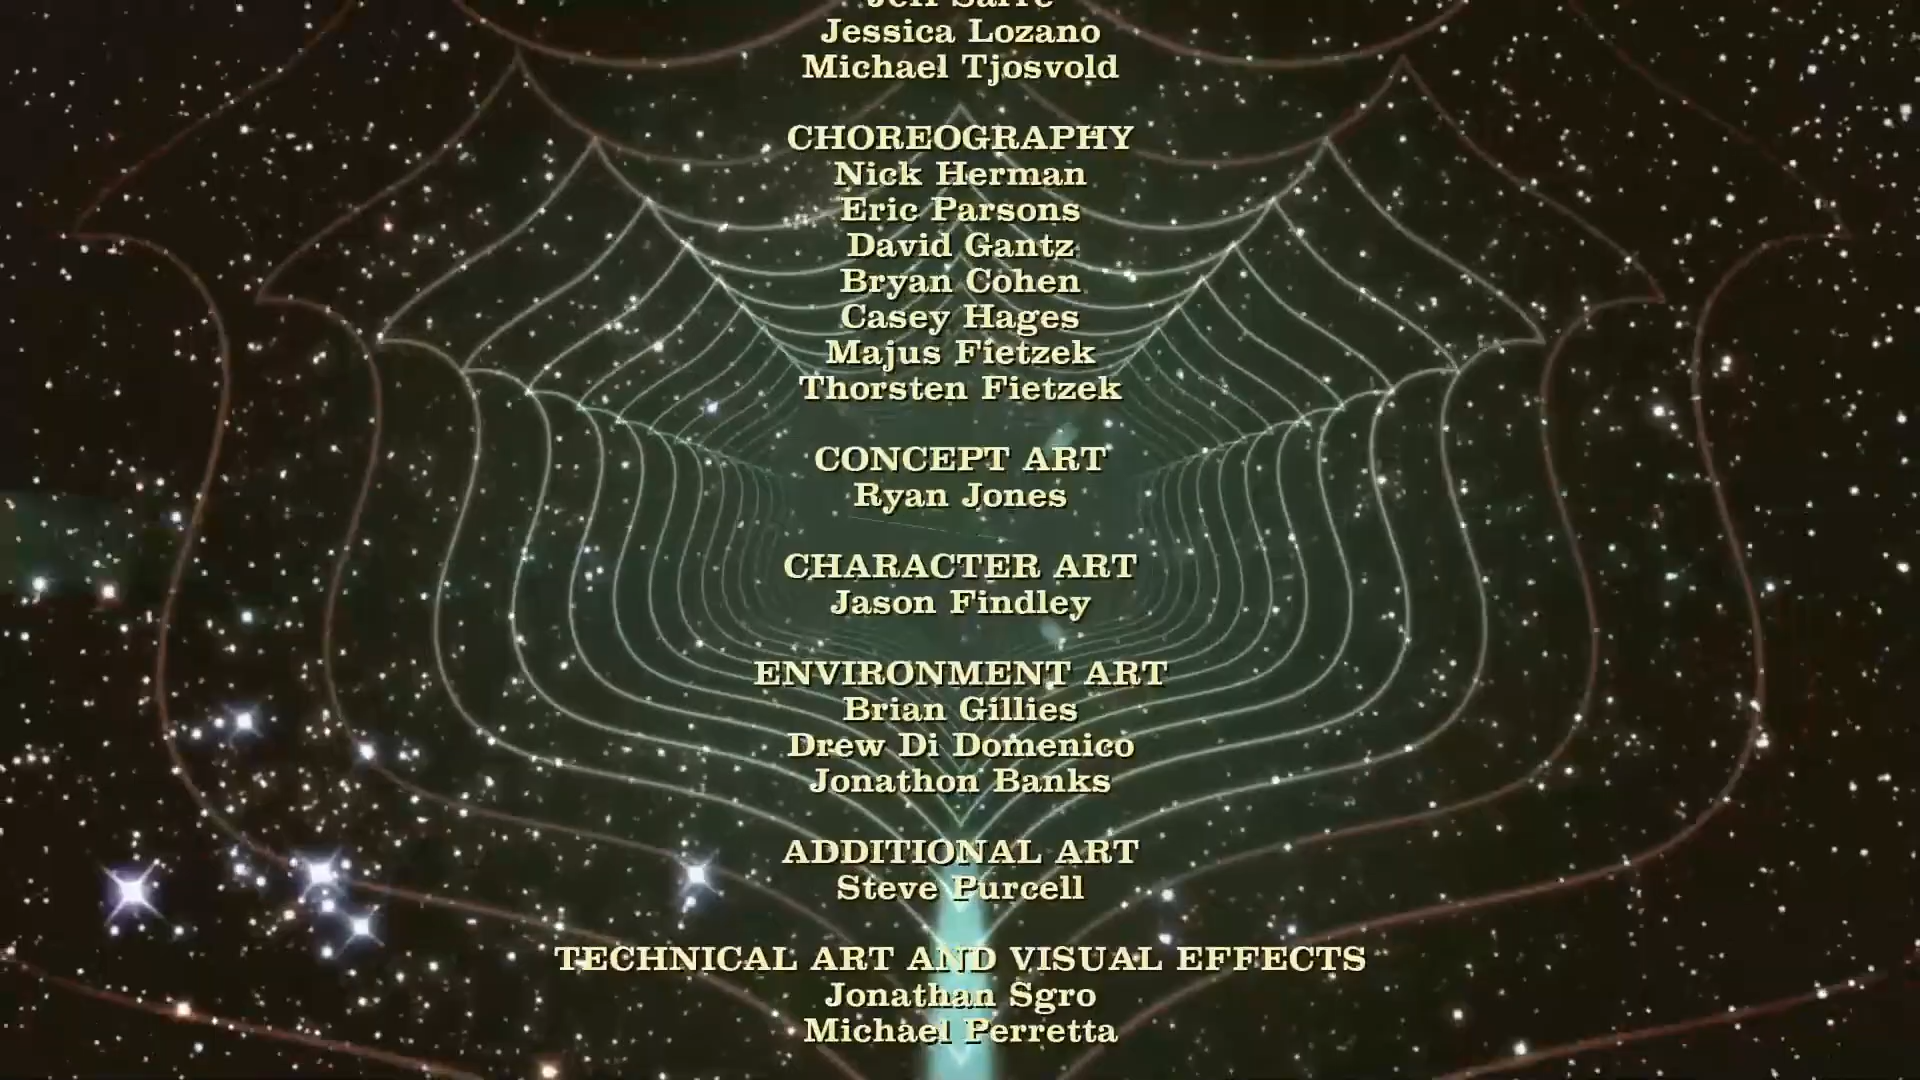 Jessica Lozano
Michael Tjosvold
CHOREOGRAPHY
Nick Herman
Eric Parsons
David Gantz
Bryan Cohen
Casey Hages
Majus Fietzek
Thorsten Fietzek
CONCEPT ART
Ryan Jones
CHARACTER ART
Jason Findley
ENVIRONMENT ART
Brian Gillies
Drew Di Domenico
Jonathon Banks
ADDITIONAL ART
Steve Purcell
TECHNICAL ART AND VISUAL EFFECTS
Jonathan Sgro
Michael Perretta